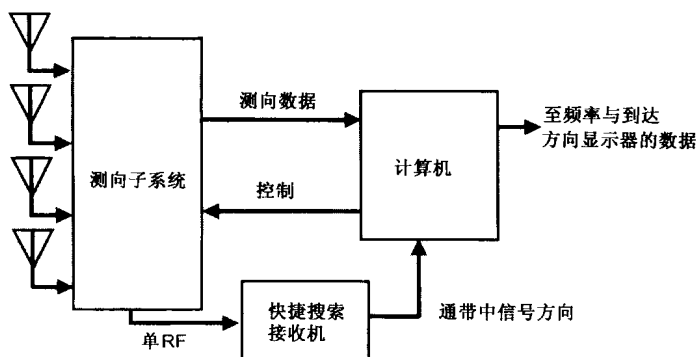 测向子系统
测向数据
控制
计算机
至频率与到达
方向显示器的数据
单RF
快捷搜索
接收机
通带中信号方向